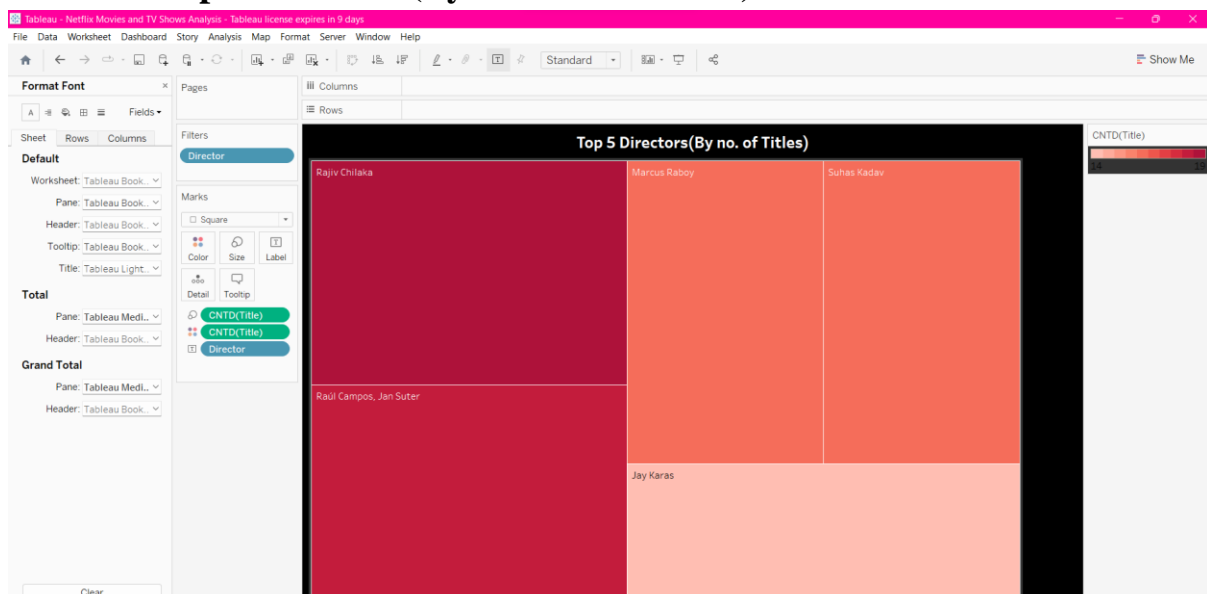 Tableau - Netflix Movies and TV Shows Analysis - Tableau license expires in 9 days
File Data Worksheet Dashboard Story Analysis Map Format Server Window Help
Standard
Show Me
Format Font
Fields
Sheet Rows Columns
Default
Worksheet: Tableau Book..
Pane: Tableau Book..
Header: Tableau Book..
Tooltip: Tableau Book..
Title: Tableau Light..
Total
Pane: Tableau Medi..
Header: Tableau Book..
Grand Total
Pane: Tableau Medi..
Header: Tableau Book..
Clear
Pages
Filters
Director
Marks
Square
Color Size Label
Detail Tooltip
CNTD(Title)
CNTD(Title)
Director
Columns
Rows
Top 5 Directors(By no. of Titles)
Rajiv Chilaka
Marcus Raboy
Suhas Kadav
Raúl Campos, Jan Suter
Jay Karas
CNTD(Title)
14 19